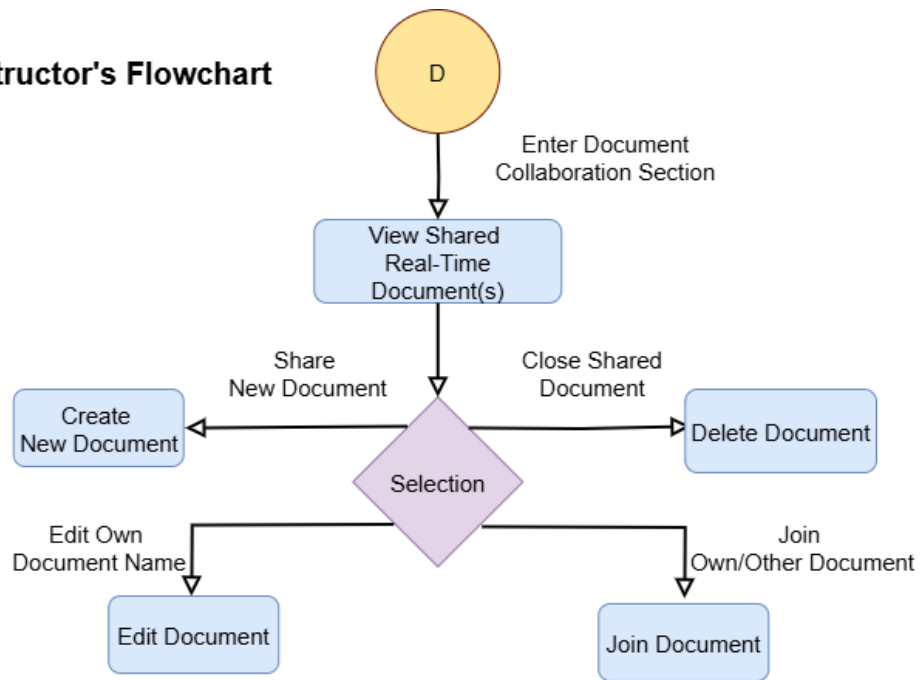 tructor's Flowchart
D
Enter Document
Collaboration Section
View Shared
Real-Time
Document(s)
Share
New Document
Close Shared
Document
Create
New Document
Delete Document
Selection
Edit Own
Document Name
Join
Own/Other Document
Edit Document
Join Document